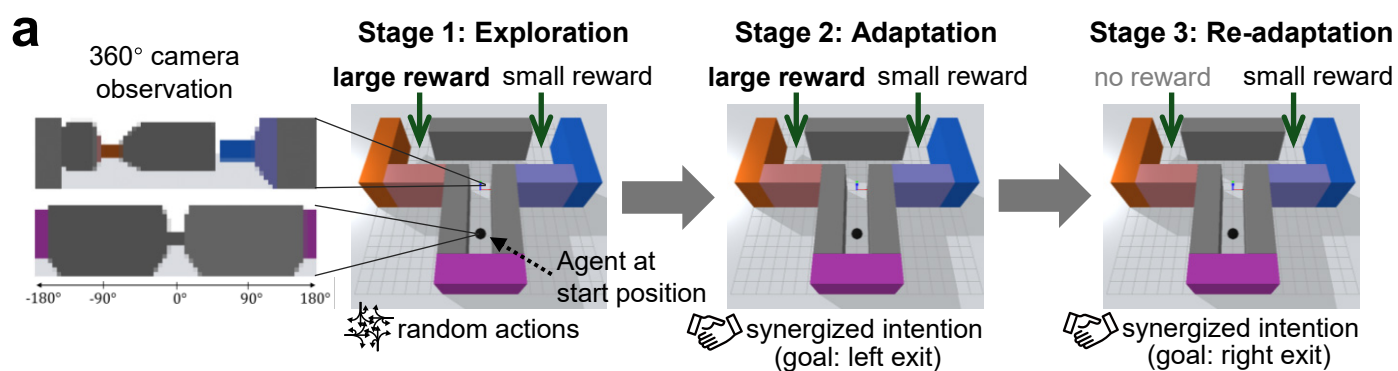 a
360° camera
observation
-180°
-90°
0°
90°
180°
Stage 1: Exploration
large reward
small reward
Agent at
start position
random actions
Stage 2: Adaptation
large reward
small reward
synergized intention
(goal: left exit)
Stage 3: Re-adaptation
no reward
small reward
synergized intention
(goal: right exit)